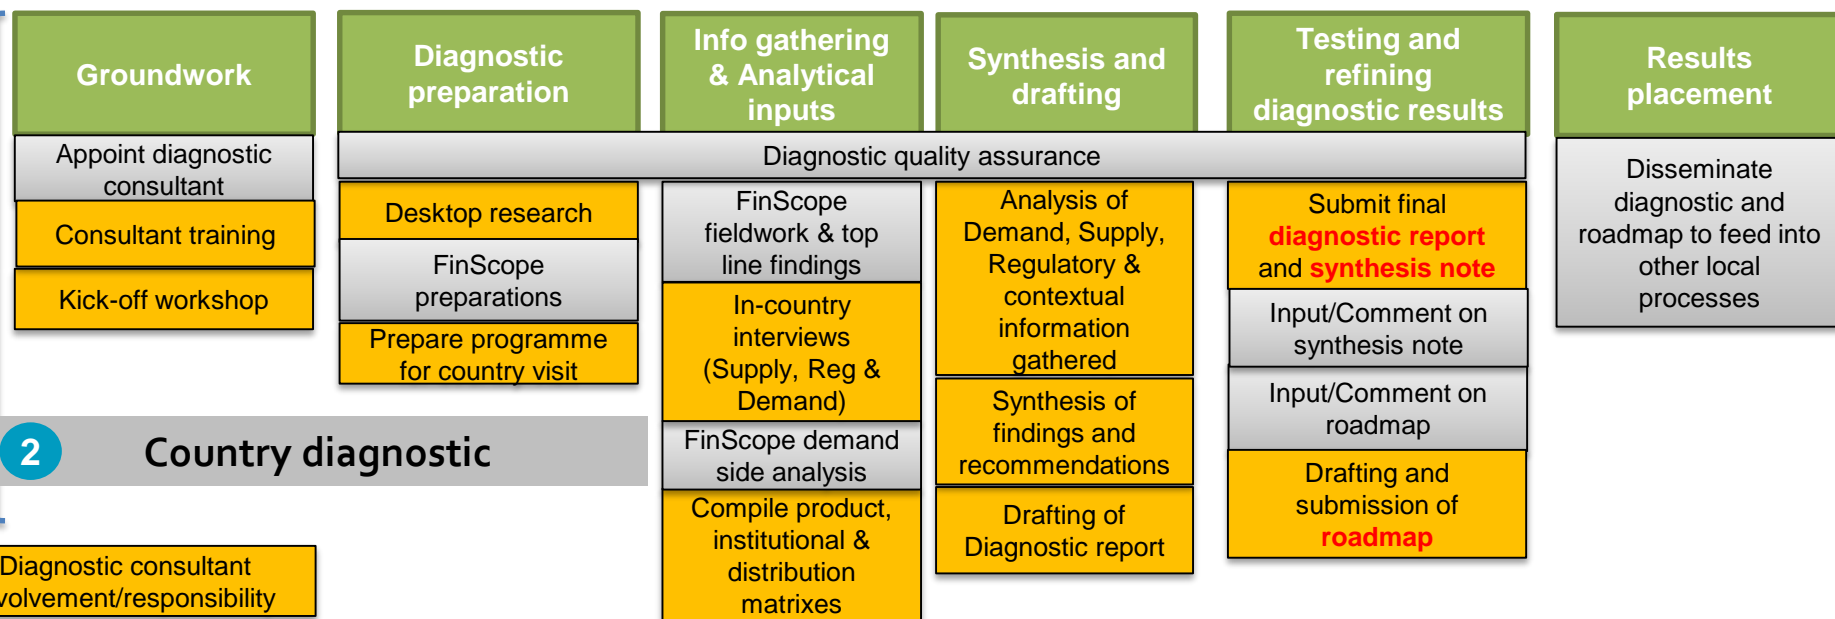 Groundwork
Appoint diagnostic
consultant
Consultant training
Kick-off workshop
Diagnostic
preparation
Diagnostic quality assurance
Desktop research
FinScope
preparations
Prepare programme
for country visit
Info gathering
& Analytical
inputs
FinScope
fieldwork & top
line findings
In-country
interviews
(Supply, Reg &
Demand)
FinScope demand
side analysis
Compile product,
institutional &
distribution
matrixes
Synthesis and
drafting
Analysis of
Demand, Supply,
Regulatory &
contextual
information
gathered
Synthesis of
findings and
recommendations
Drafting of
Diagnostic report
Testing and
refining
diagnostic results
Submit final
diagnostic report
and synthesis note
Input/Comment on
synthesis note
Input/Comment on
roadmap
Drafting and
submission of
roadmap
Results
placement
Disseminate
diagnostic and
roadmap to feed into
other local
processes
2 Country diagnostic
Diagnostic consultant
volvement/responsibility